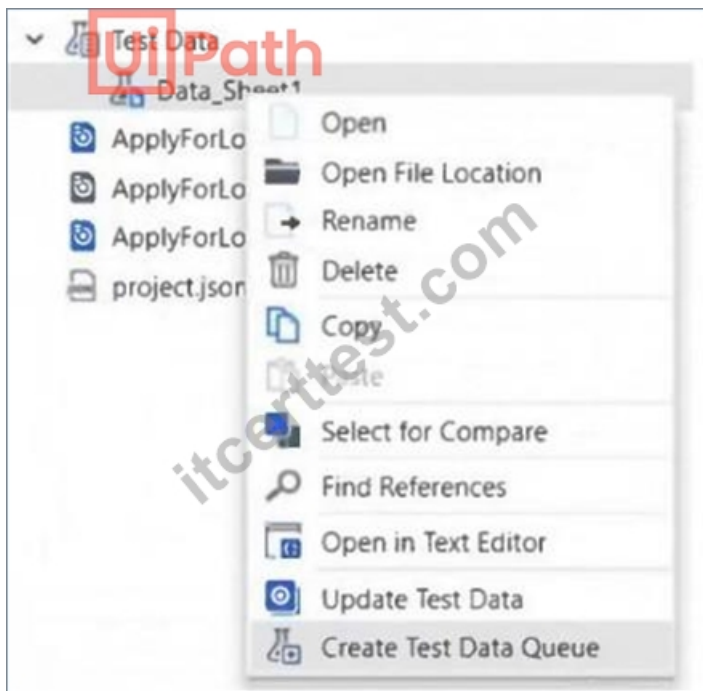 Test Data
UiPath
Data_Sheet1
Open
ApplyForLo
Open File Location
ApplyForLo
Rename
ApplyForLo
Delete
project.json
Copy
Paste
Select for Compare
Find References
Open in Text Editor
Update Test Data
Create Test Data Queue
itcerttest.com